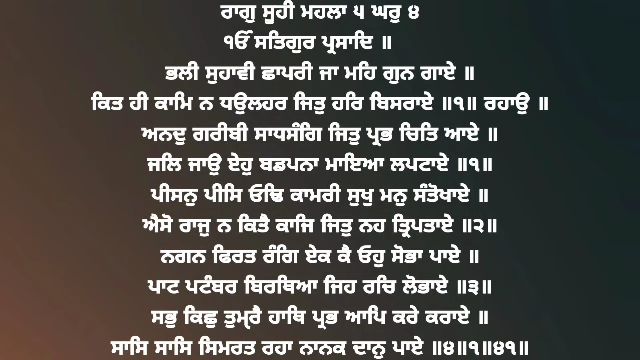 ਰਾਗੁ ਸੂਹੀ ਮਹਲਾ ੫ ਘਰੁ ੪
ੴ ਸਤਿਗੁਰ ਪ੍ਰਸਾਦਿ ॥
ਭਲੀ ਸੁਹਾਵੀ ਛਾਪਰੀ ਜਾ ਮਹਿ ਗੁਨ ਗਾਏ ॥
ਕਿਤ ਹੀ ਕਾਮਿ ਨ ਧਉਲਹਰ ਜਿਤੁ ਹਰਿ ਬਿਸਰਾਏ ॥੧॥ ਰਹਾਉ ॥
ਅਨਦੁ ਗਰੀਬੀ ਸਾਧਸੰਗਿ ਜਿਤੁ ਪ੍ਰਭ ਚਿਤਿ ਆਏ ॥
ਜਲਿ ਜਾਉ ਏਹੁ ਬਡਪਨਾ ਮਾਇਆ ਲਪਟਾਏ ॥੧॥
ਪੀਸਨੁ ਪੀਸਿ ਓਢਿ ਕਾਮਰੀ ਸੁਖੁ ਮਨੁ ਸੰਤੋਖਾਏ ॥
ਐਸੋ ਰਾਜੁ ਨ ਕਿਤੈ ਕਾਜਿ ਜਿਤੁ ਨਹ ਤ੍ਰਿਪਤਾਏ ॥੨॥
ਨਗਨ ਫਿਰਤ ਰੰਗਿ ਏਕ ਕੈ ਓਹੁ ਸੋਭਾ ਪਾਏ ॥
ਪਾਟ ਪਟੰਬਰ ਬਿਰਥਿਆ ਜਿਹ ਰਚਿ ਲੋਭਾਏ ॥੩॥
ਸਭੁ ਕਿਛੁ ਤੁਮ੍ਹਰੈ ਹਾਥਿ ਪ੍ਰਭ ਆਪਿ ਕਰੇ ਕਰਾਏ ॥
ਸਾਸਿ ਸਾਸਿ ਸਿਮਰਤ ਰਹਾ ਨਾਨਕ ਦਾਨੁ ਪਾਏ ॥੪॥੧॥੪੧॥